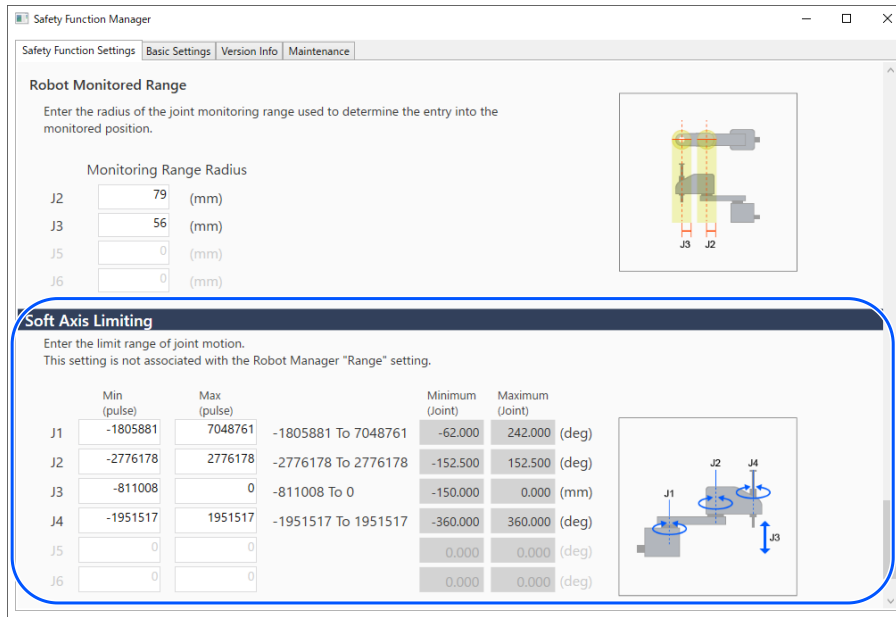 Safety Function Manager
Safety Function Settings Basic Settings Version Info Maintenance
Robot Monitored Range
Enter the radius of the joint monitoring range used to determine the entry into the
monitored position.
Monitoring Range Radius
J2 79 (mm)
J3 56 (mm)
J5 0 (mm)
J6 0 (mm)
J3 J2
Soft Axis Limiting
Enter the limit range of joint motion.
This setting is not associated with the Robot Manager "Range" setting.
Min Max Minimum Maximum
(pulse) (pulse) (Joint) (Joint)
J1 -1805881 7048761 -1805881 To 7048761 -62.000 242.000 (deg)
J2 -2776178 2776178 -2776178 To 2776178 -152.500 152.500 (deg)
J3 -811008 0 -811008 To 0 -150.000 0.000 (mm)
J4 -1951517 1951517 -1951517 To 1951517 -360.000 360.000 (deg)
J5 0 0 0.000 0.000 (deg)
J6 0 0 0.000 0.000 (deg)
J2 J4
J1
J3